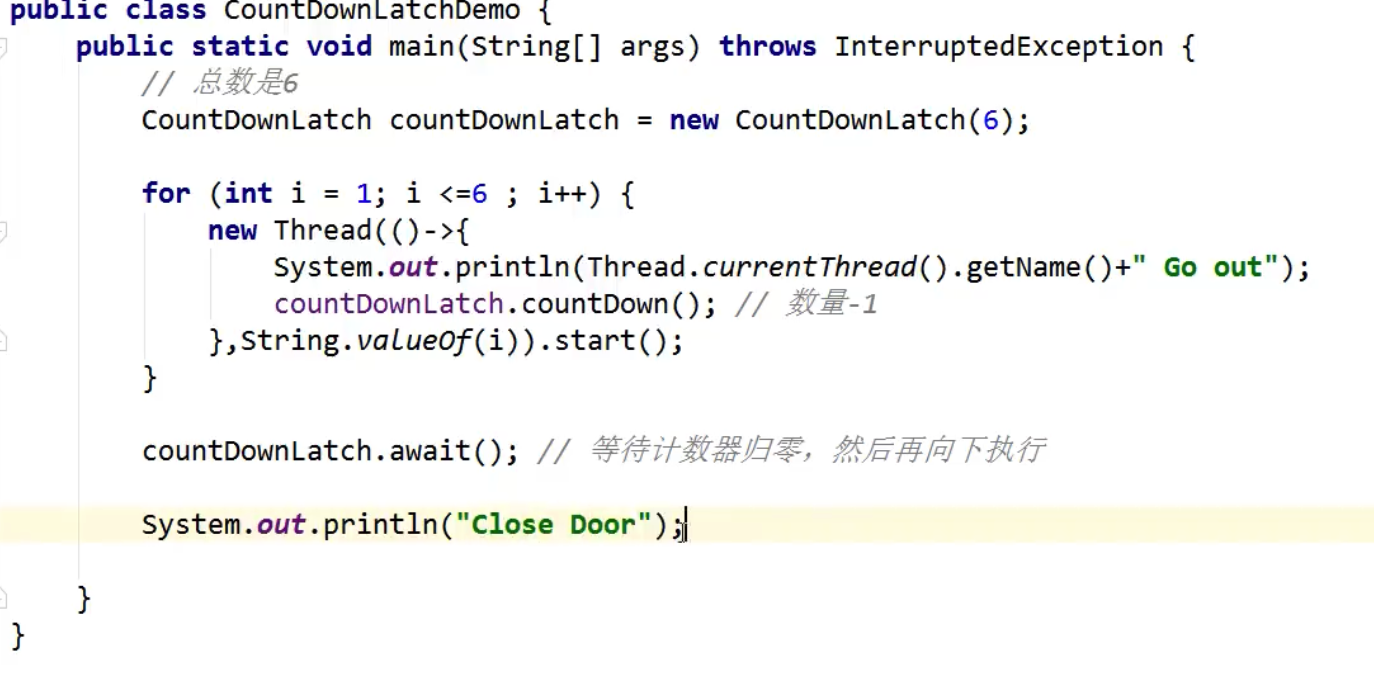 public class CountDownLatchDemo {
public static void main(String[] args) throws InterruptedException {
// 总数是6
CountDownLatch countDownLatch = new CountDownLatch(6);
for (int i = 1; i <=6 ; i++) {
new Thread(()->{
System.out.println(Thread.currentThread().getName()+" Go out");
countDownLatch.countDown(); // 数量-1
},String.valueOf(i)).start();
}
countDownLatch.await(); // 等待计数器归零，然后再向下执行
System.out.println("Close Door");
}
}